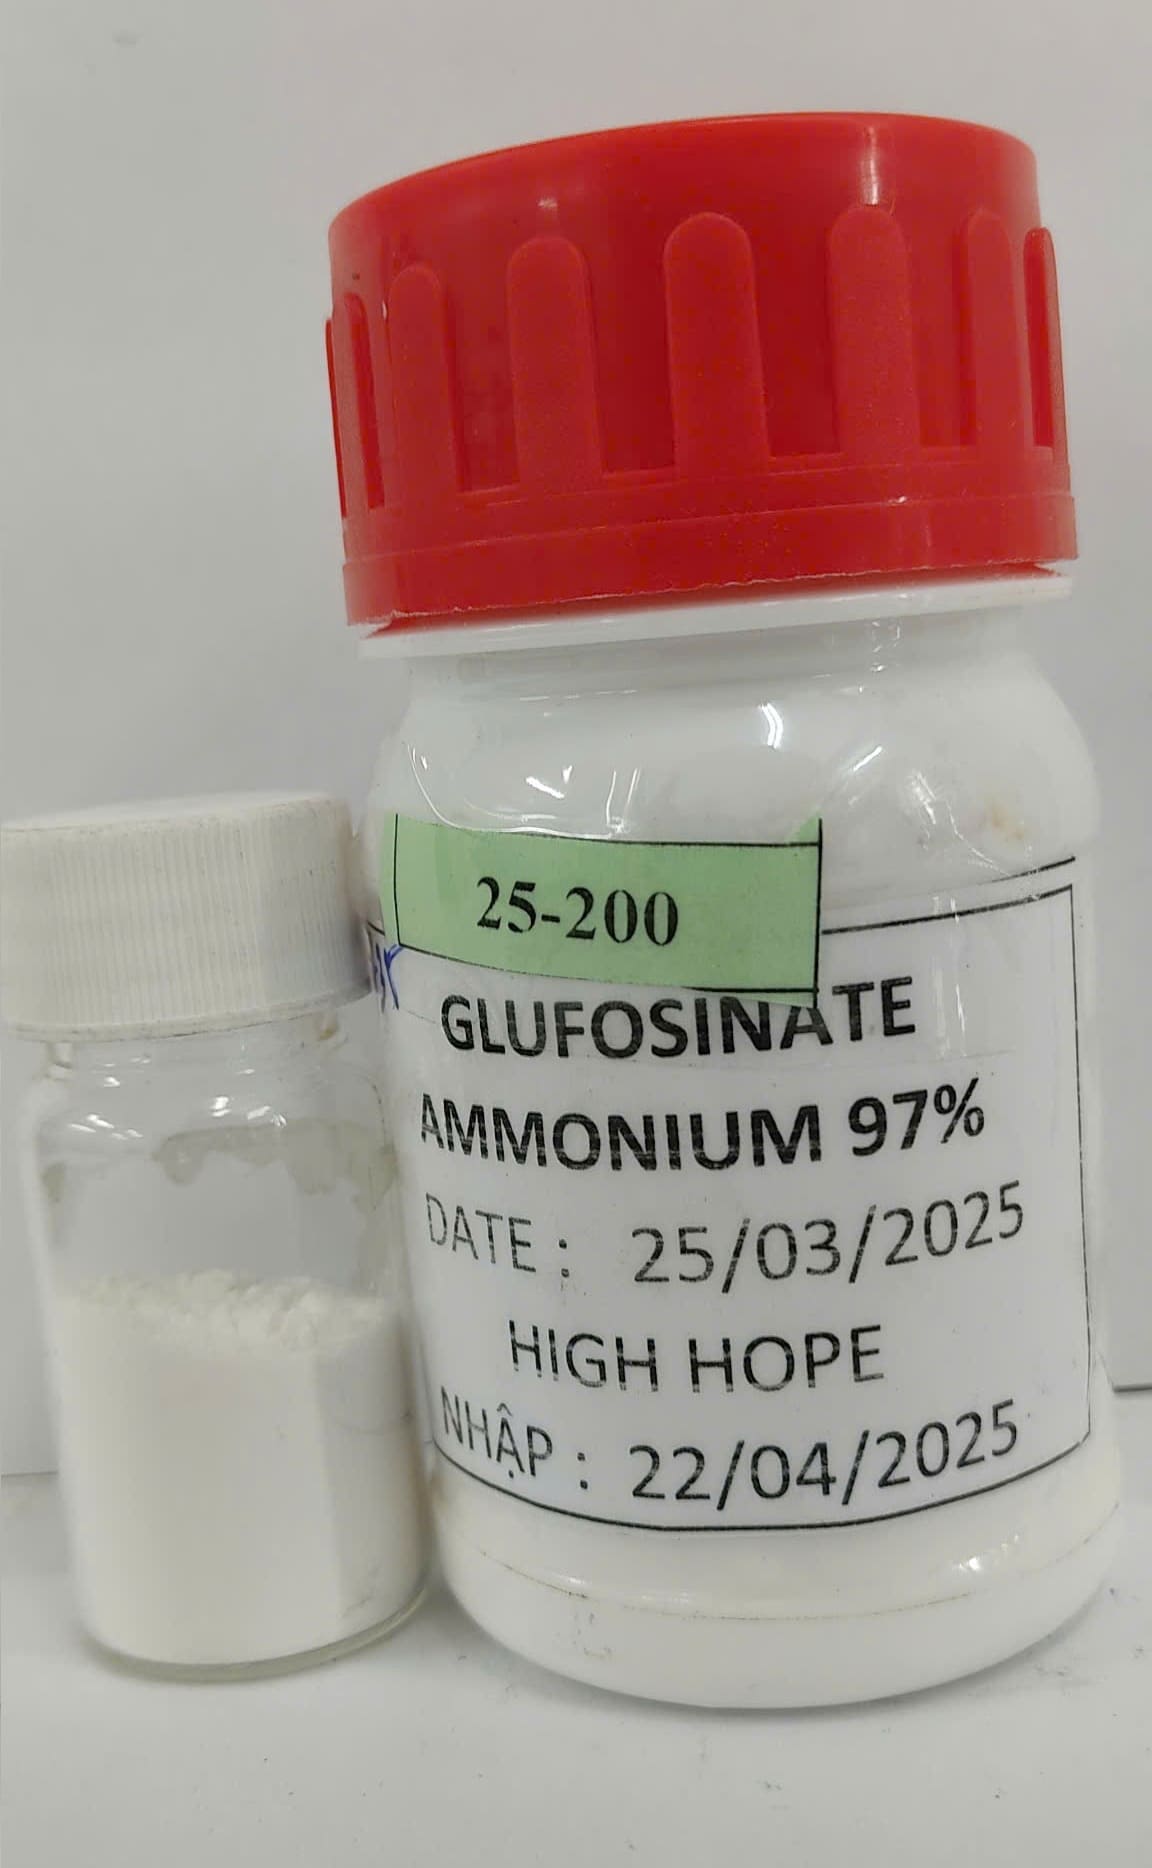 25-200
GLUFOSINATE
AMMONIUM 97%
DATE : 25/03/2025
HIGH HOPE
NHẬP : 22/04/2025